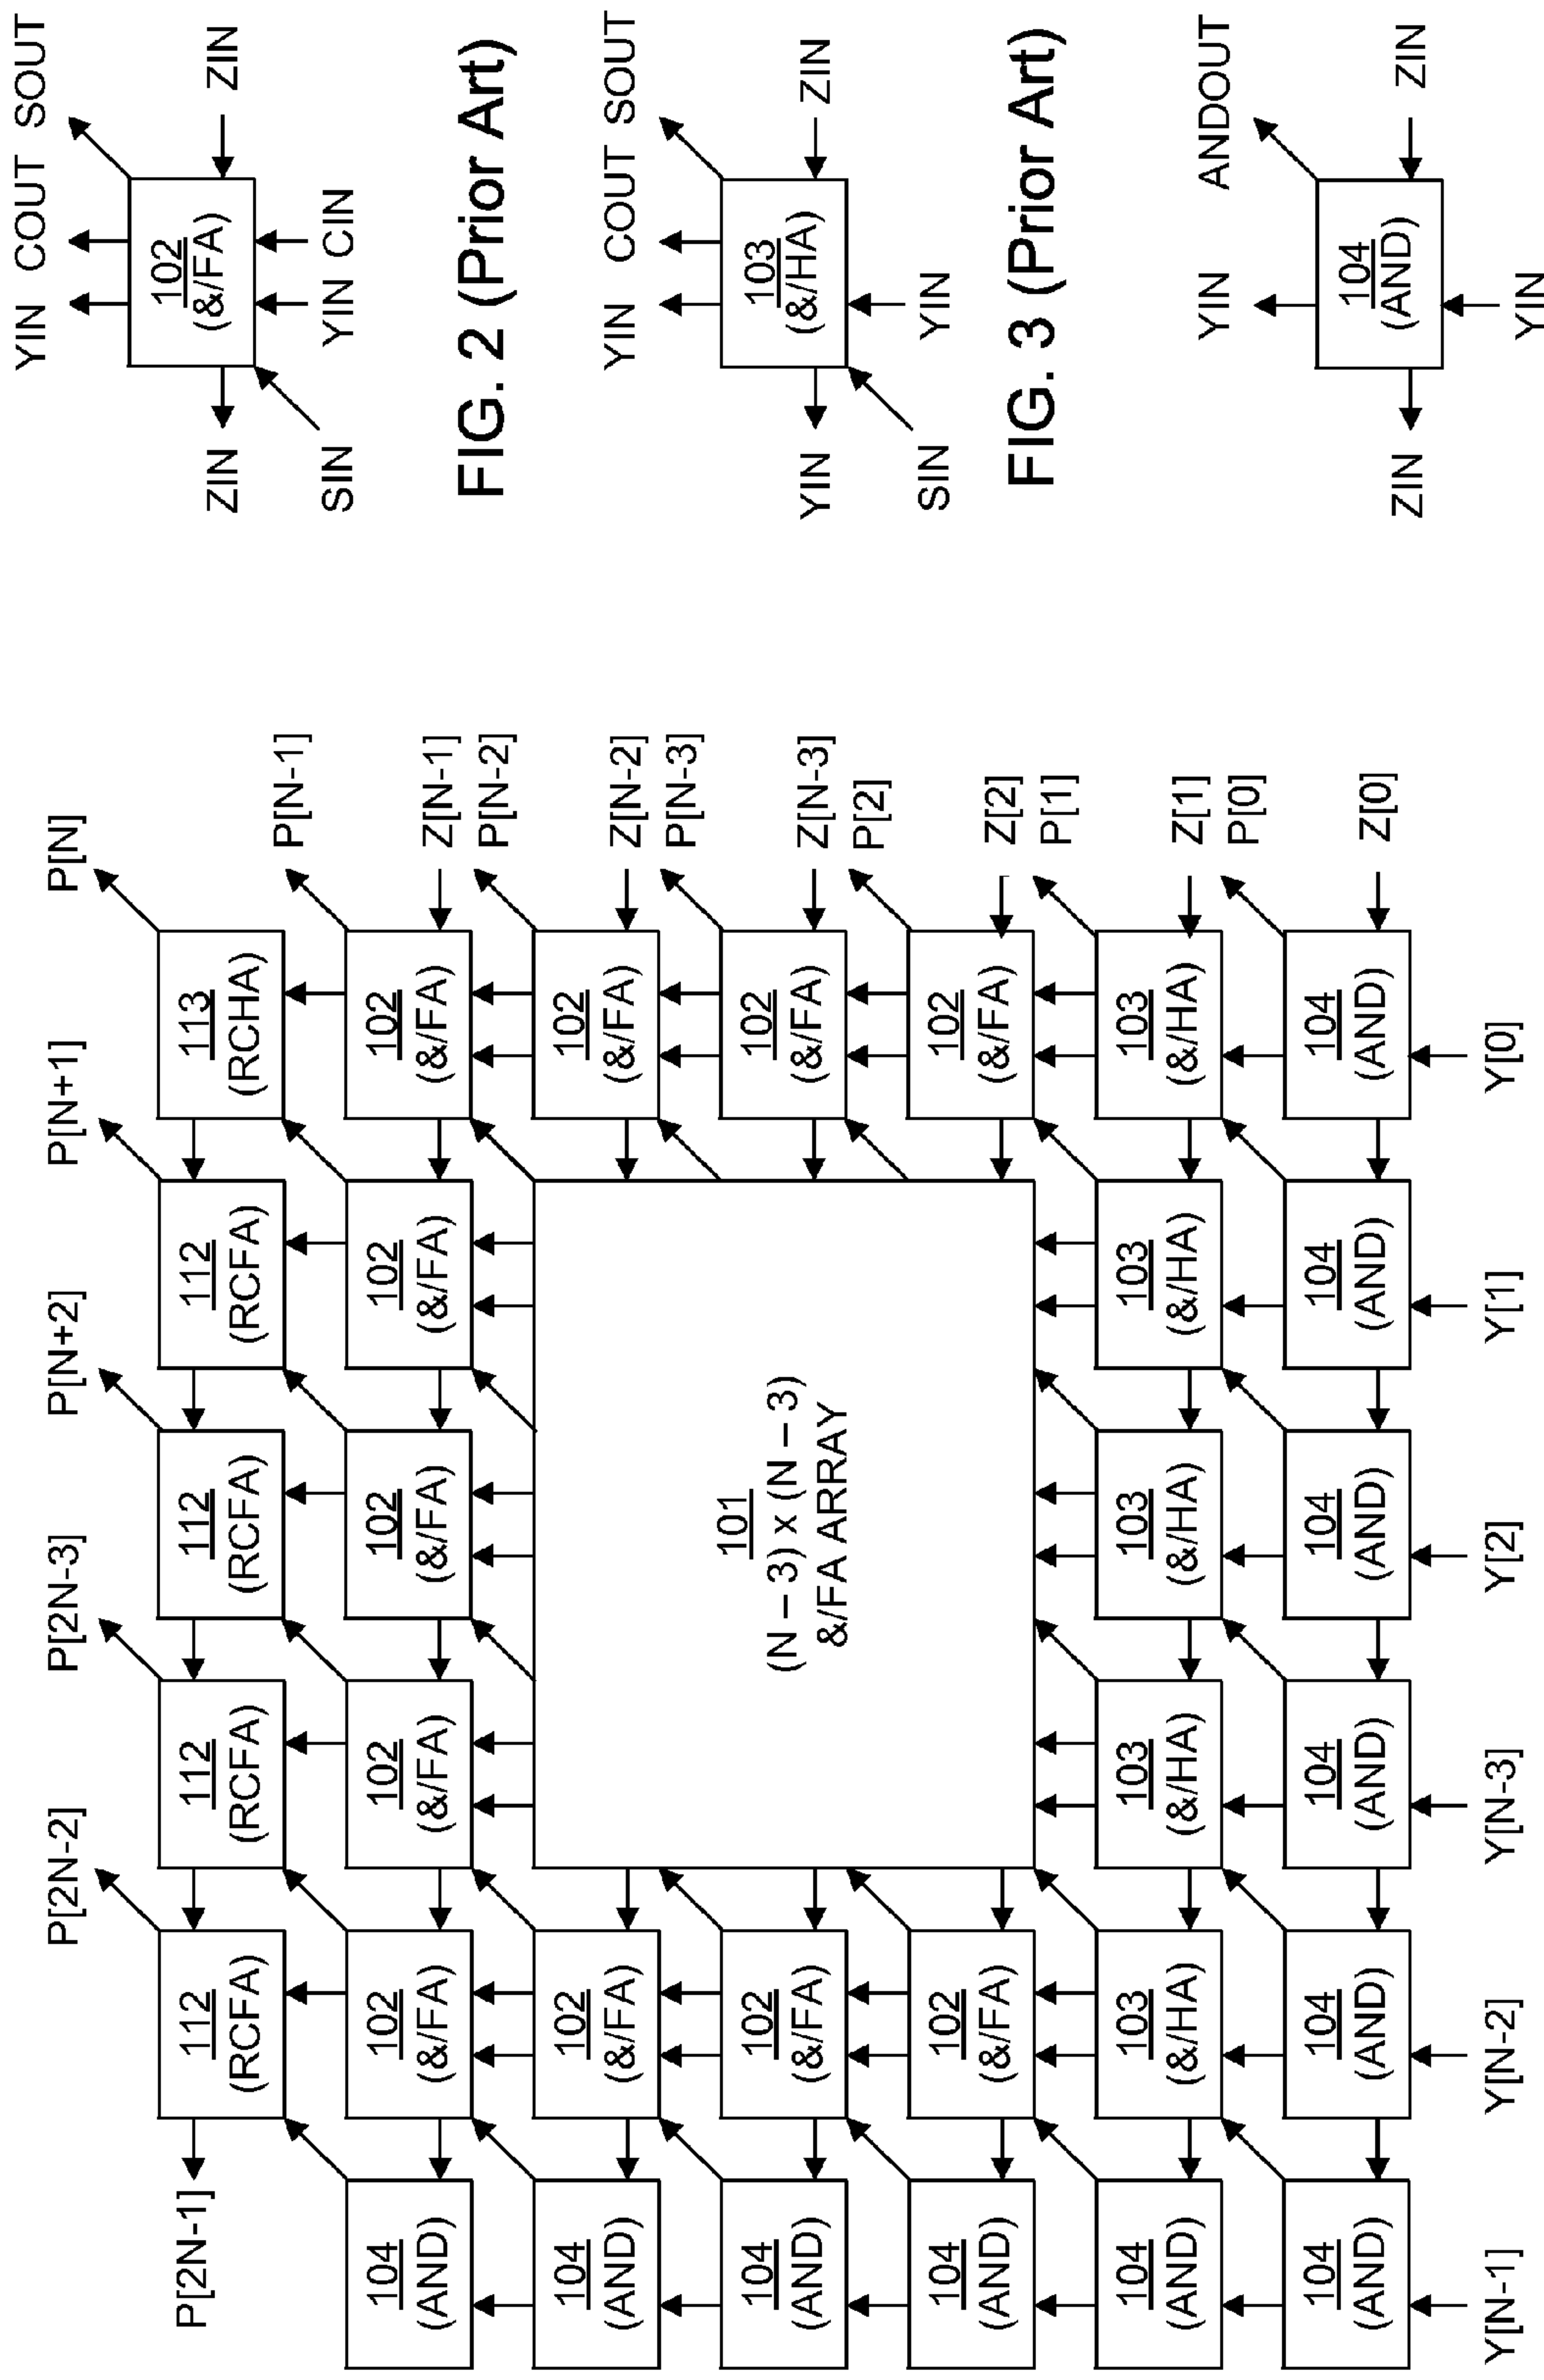 P[2N-2] P[2N-3] P[N+2] P[N+1] P[N]
P[2N-1] 112 112 112 112 113
(RCFA) (RCFA) (RCFA) (RCFA) (RCHA)
P[N-1]
104 102 102 102 102 102
(AND) (&/FA) (&/FA) (&/FA) (&/FA) (&/FA) Z[N-1]
P[N-2]
104 102 102
(AND) (&/FA) (&/FA) Z[N-2]
P[N-3]
104 102 101 102
(AND) (&/FA) (N – 3) x (N – 3) (&/FA) Z[N-3]
&/FA ARRAY
P[2]
104 102 102
(AND) (&/FA) (&/FA) Z[2]
P[1]
104 103 103 103 103 103
(AND) (&/HA) (&/HA) (&/HA) (&/HA) (&/HA) Z[1]
P[0]
104 104 104 104 104 104
(AND) (AND) (AND) (AND) (AND) (AND) Z[0]
Y[N-1] Y[N-2] Y[N-3] Y[2] Y[1] Y[0]
YIN COUT SOUT
102
(&/FA)
ZIN ZIN
SIN YIN CIN
FIG. 2 (Prior Art)
YIN COUT SOUT
103
(&/HA)
YIN ZIN
SIN YIN
FIG. 3 (Prior Art)
YIN ANDOUT
104
(AND)
ZIN ZIN
YIN